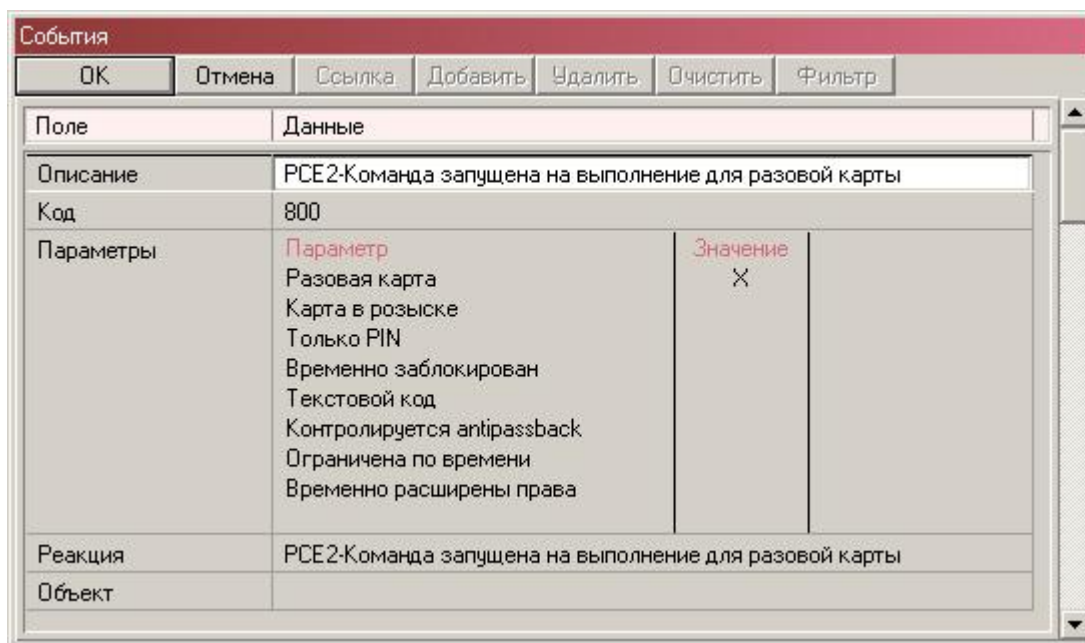 События
OK Отмена Ссылка Добавить Удалить Очистить Фильтр
Поле Данные
Описание PCE2-Команда запущена на выполнение для разовой карты
Код 800
Параметры Параметр Значение
Разовая карта X
Карта в розыске
Только PIN
Временно заблокирован
Текстовой код
Контролируется antipassback
Ограничена по времени
Временно расширены права
Реакция PCE2-Команда запущена на выполнение для разовой карты
Объект